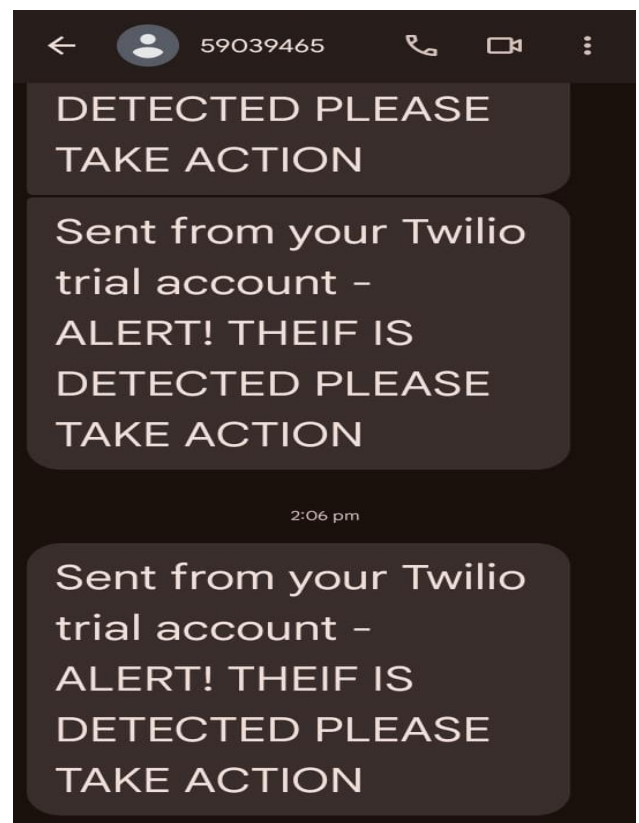 59039465
DETECTED PLEASE
TAKE ACTION
Sent from your Twilio
trial account -
ALERT! THEIF IS
DETECTED PLEASE
TAKE ACTION
2:06 pm
Sent from your Twilio
trial account -
ALERT! THEIF IS
DETECTED PLEASE
TAKE ACTION